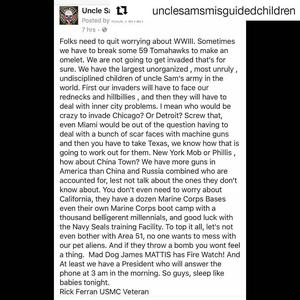 unclesamsmisguidedchildren
Uncle Sa
Posted by
7 hrs ·
Folks need to quit worrying about WWIII. Sometimes
we have to break some 59 Tomahawks to make an
omelet. We are not going to get invaded that's for
sure. We have the largest unorganized , most unruly ,
undisciplined children of uncle Sam's army in the
world. First our invaders will have to face our
rednecks and hillbillies , and then they will have to
deal with inner city problems. I mean who would be
crazy to invade Chicago? Or Detroit? Screw that,
even Miami would be out of the question having to
deal with a bunch of scar faces with machine guns
and then you have to take Texas, we know how that is
going to work out for them. New York Mob or Phillis ,
how about China Town? We have more guns in
America than China and Russia combined who are
accounted for, lest not talk about the ones they don't
know about. You don't even need to worry about
California, they have a dozen Marine Corps Bases
even their own Marine Corps boot camp with a
thousand belligerent millennials, and good luck with
the Navy Seals training Facility. To top it all, let's not
even bother with Area 51, no one wants to mess with
our pet aliens. And if they throw a bomb you wont feel
a thing. Mad Dog James MATTIS has Fire Watch! And
At least we have a President who will answer the
phone at 3 am in the morning. So guys, sleep like
babies tonight.
Rick Ferran USMC Veteran